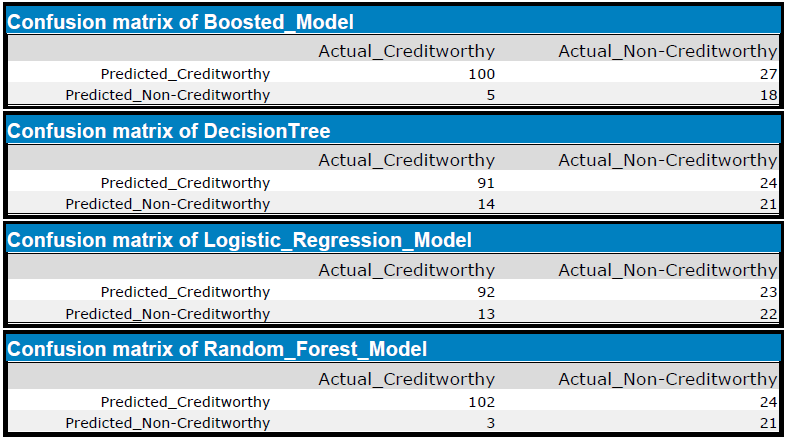 Confusion matrix of Boosted_Model
Actual_Creditworthy Actual_Non-Creditworthy
Predicted_Creditworthy 100 27
Predicted_Non-Creditworthy 5 18
Confusion matrix of DecisionTree
Actual_Creditworthy Actual_Non-Creditworthy
Predicted_Creditworthy 91 24
Predicted_Non-Creditworthy 14 21
Confusion matrix of Logistic_Regression_Model
Actual_Creditworthy Actual_Non-Creditworthy
Predicted_Creditworthy 92 23
Predicted_Non-Creditworthy 13 22
Confusion matrix of Random_Forest_Model
Actual_Creditworthy Actual_Non-Creditworthy
Predicted_Creditworthy 102 24
Predicted_Non-Creditworthy 3 21